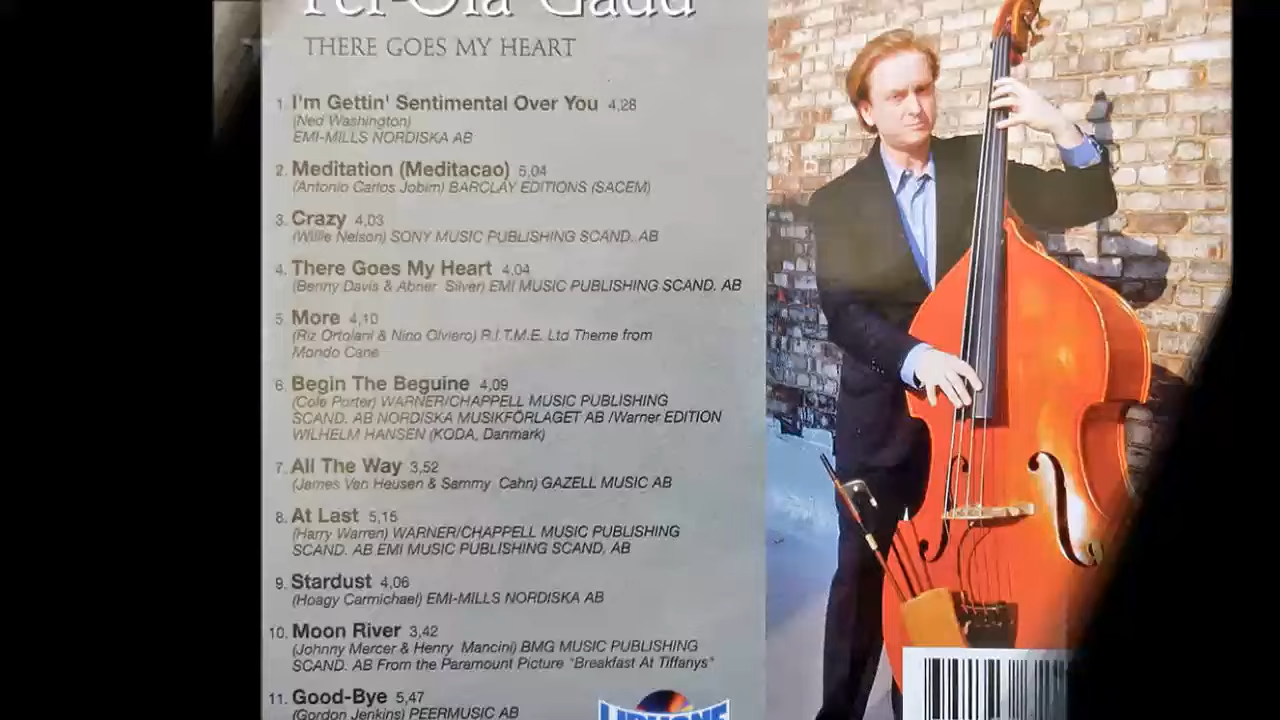 Per-Ola Gadd
THERE GOES MY HEART
1. I'm Gettin' Sentimental Over You 4,28
(Ned Washington)
EMI-MILLS NORDISKA AB
2. Meditation (Meditacao) 5,04
(Antonio Carlos Jobim) BARCLAY EDITIONS (SACEM)
3. Crazy 4,03
(Willie Nelson) SONY MUSIC PUBLISHING SCAND. AB
4. There Goes My Heart 4,04
(Benny Davis & Abner Silver) EMI MUSIC PUBLISHING SCAND. AB
5. More 4,10
(Riz Ortolani & Nino Olviero) R.I.T.M.E. Ltd Theme from
Mondo Cane
6. Begin The Beguine 4,09
(Cole Porter) WARNER/CHAPPELL MUSIC PUBLISHING
SCAND. AB NORDISKA MUSIKFÖRLAGET AB /Warner EDITION
WILHELM HANSEN (KODA, Danmark)
7. All The Way 3,52
(James Van Heusen & Sammy Cahn) GAZELL MUSIC AB
8. At Last 5,15
(Harry Warren) WARNER/CHAPPELL MUSIC PUBLISHING
SCAND. AB EMI MUSIC PUBLISHING SCAND, AB
9. Stardust 4,06
(Hoagy Carmichael) EMI-MILLS NORDISKA AB
10. Moon River 3,42
(Johnny Mercer & Henry Mancini) BMG MUSIC PUBLISHING
SCAND. AB From the Paramount Picture "Breakfast At Tiffanys"
11. Good-Bye 5,47
(Gordon Jenkins) PEERMUSIC AB